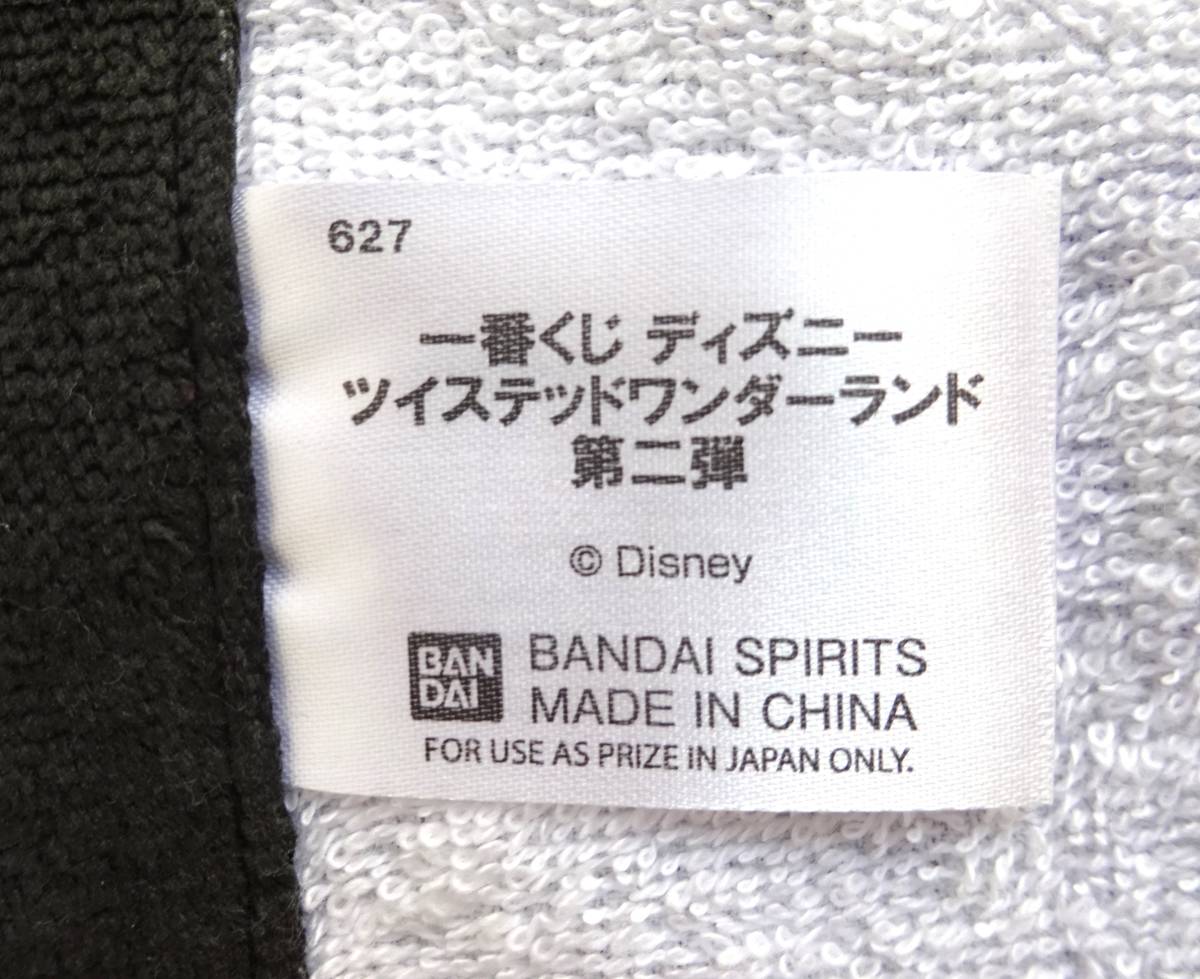 627
一番くじ ディズニー
ツイステッドワンダーランド
第二弾
© Disney
BAN
DAI
BANDAI SPIRITS
MADE IN CHINA
FOR USE AS PRIZE IN JAPAN ONLY.